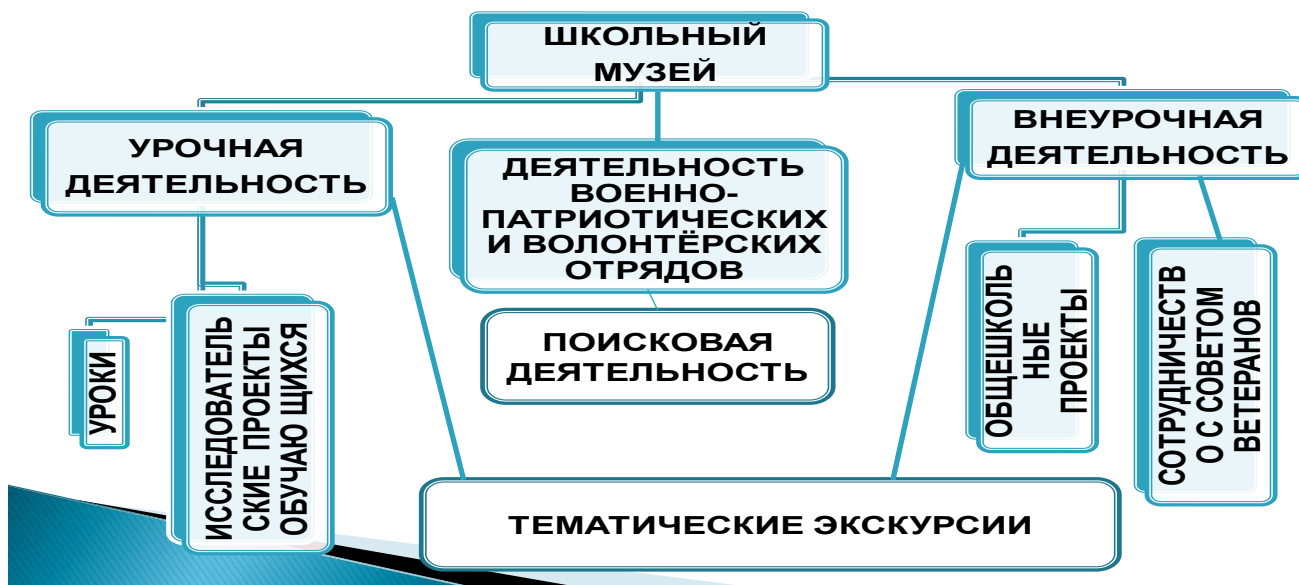 ШКОЛЬНЫЙ
МУЗЕЙ
УРОЧНАЯ
ДЕЯТЕЛЬНОСТЬ
ДЕЯТЕЛЬНОСТЬ
ВОЕННО-
ПАТРИОТИЧЕСКИХ
И ВОЛОНТЁРСКИХ
ОТРЯДОВ
ВНЕУРОЧНАЯ
ДЕЯТЕЛЬНОСТЬ
УРОКИ
ИССЛЕДОВАТЕЛЬ
СКИЕ ПРОЕКТЫ
ОБУЧАЮ ЩИХСЯ
ПОИСКОВАЯ
ДЕЯТЕЛЬНОСТЬ
ОБЩЕШКОЛЬ
НЫЕ
ПРОЕКТЫ
СОТРУДНИЧЕСТВ
О С СОВЕТОМ
ВЕТЕРАНОВ
ТЕМАТИЧЕСКИЕ ЭКСКУРСИИ